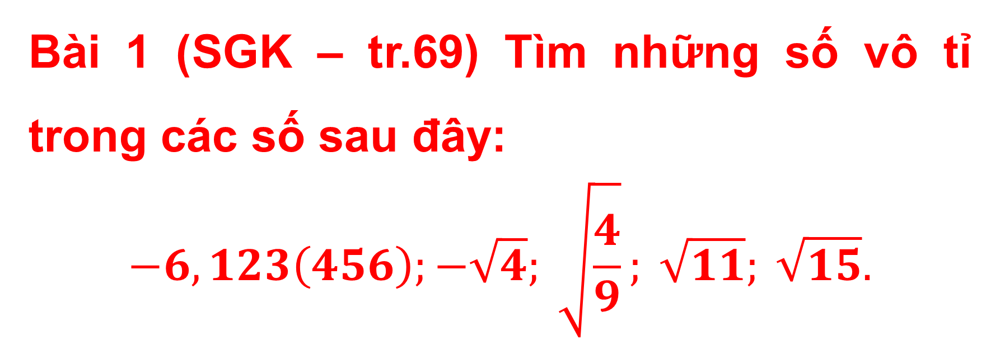 Bài 1 (SGK – tr.69) Tìm những số vô tỉ
trong các số sau đây:
−6,123(456); −√4; √(4/9); √11; √15.